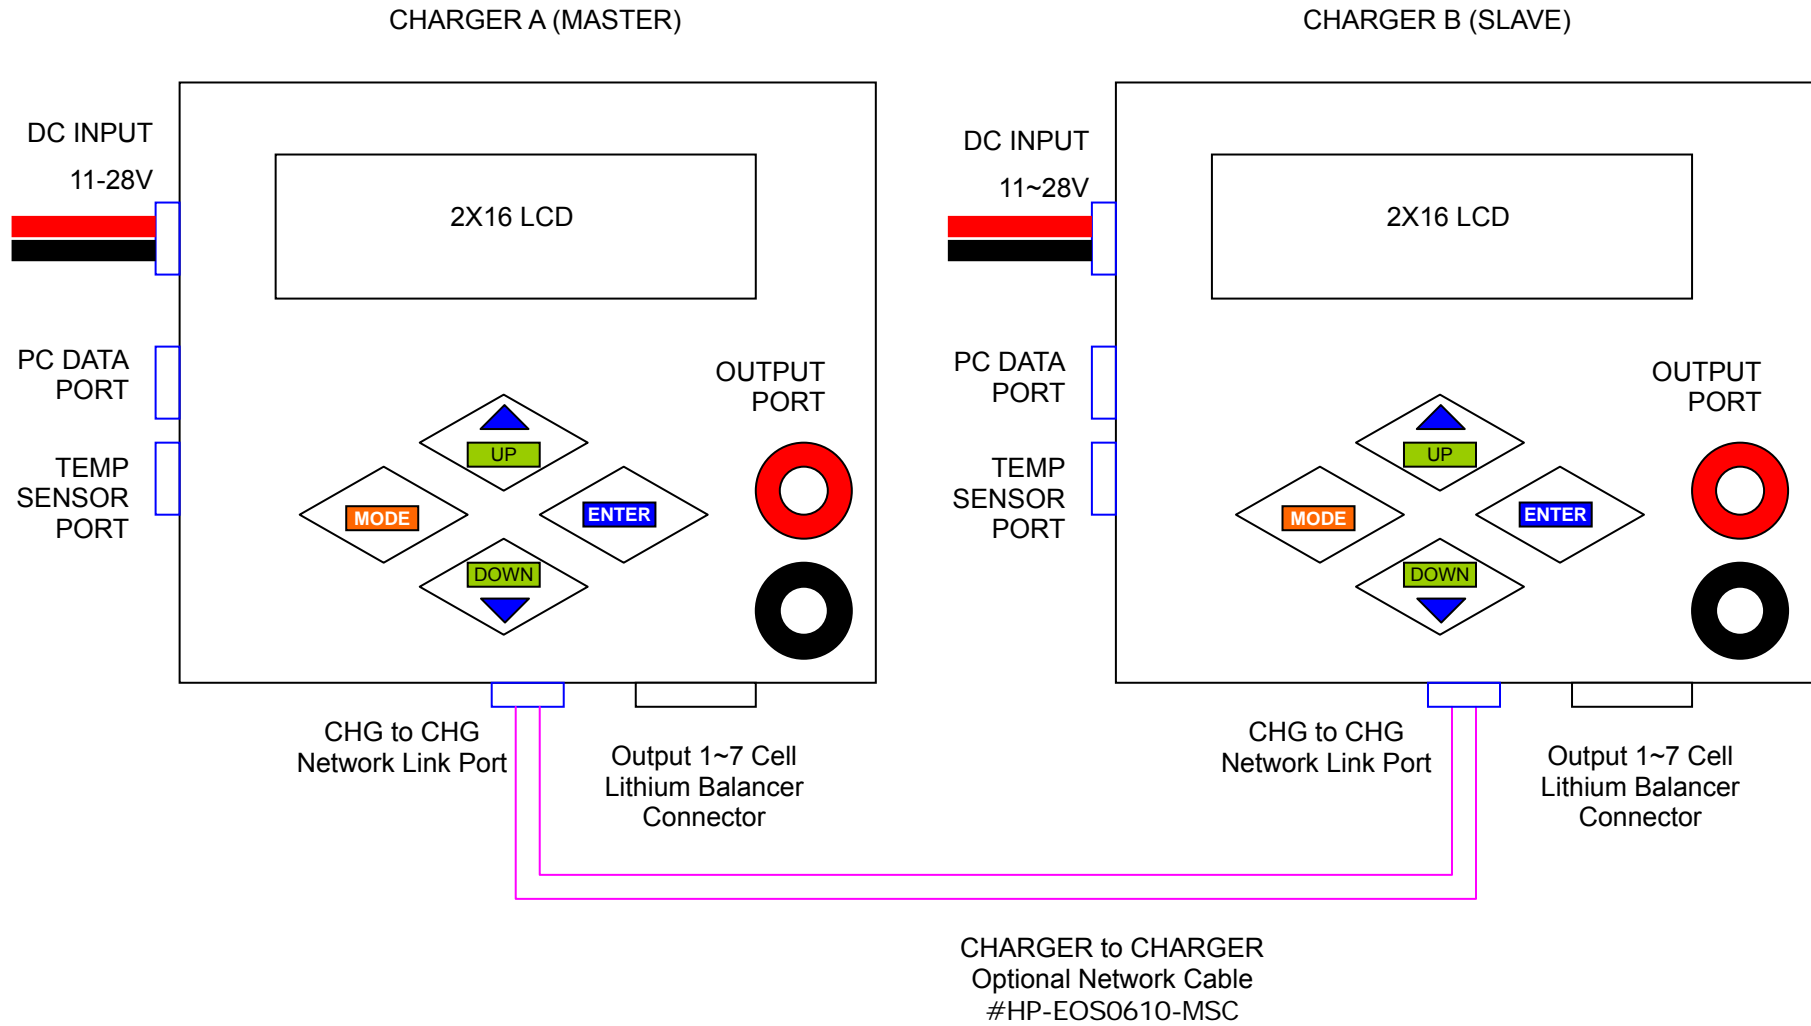 CHARGER A (MASTER)
DC INPUT
11-28V
2X16 LCD
PC DATA
PORT
OUTPUT
PORT
UP
TEMP
SENSOR
PORT
MODE
ENTER
DOWN
CHG to CHG
Network Link Port
Output 1~7 Cell
Lithium Balancer
Connector
CHARGER B (SLAVE)
DC INPUT
11~28V
2X16 LCD
PC DATA
PORT
OUTPUT
PORT
UP
TEMP
SENSOR
PORT
MODE
ENTER
DOWN
CHG to CHG
Network Link Port
Output 1~7 Cell
Lithium Balancer
Connector
CHARGER to CHARGER
Optional Network Cable
#HP-EOS0610-MSC